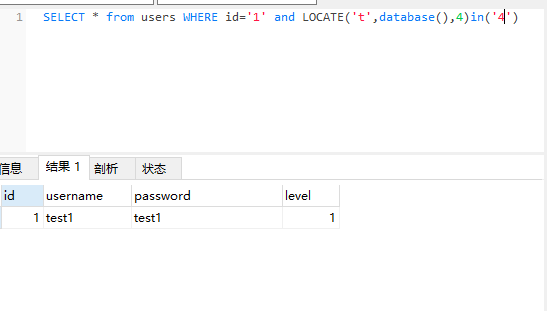 1 SELECT * from users WHERE id='1' and LOCATE('t',database(),4)in('4')
信息 结果 1 剖析 状态
id username password level
1 test1 test1 1